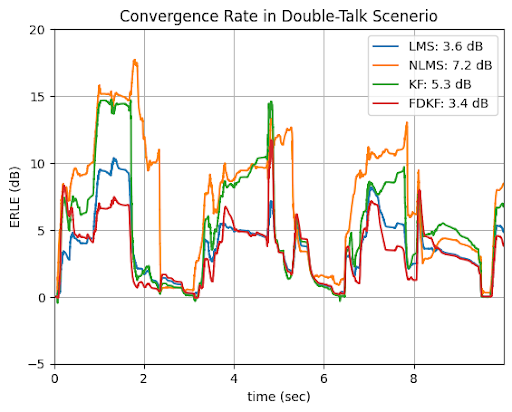 Convergence Rate in Double-Talk Scenerio
LMS: 3.6 dB
NLMS: 7.2 dB
KF: 5.3 dB
FDKF: 3.4 dB
ERLE (dB)
20
15
10
5
0
−5
0 2 4 6 8
time (sec)